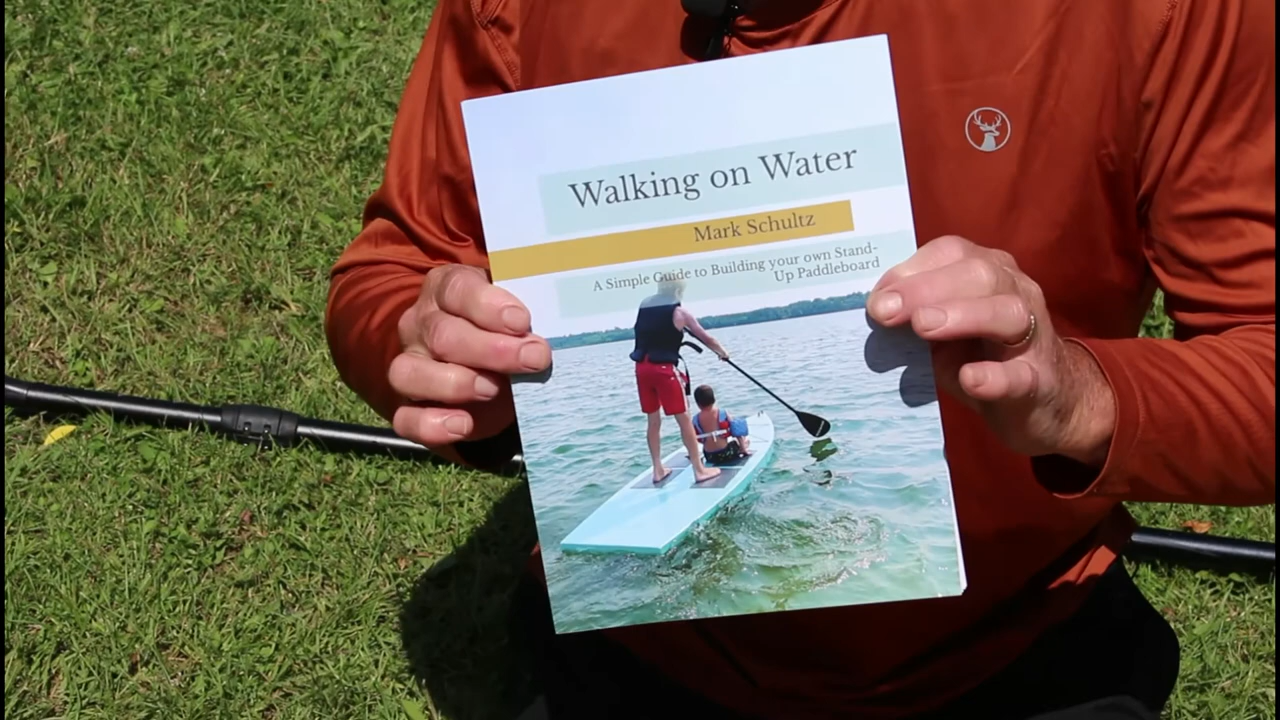 Walking on Water
Mark Schultz
A Simple Guide to Building your own Stand-
Up Paddleboard